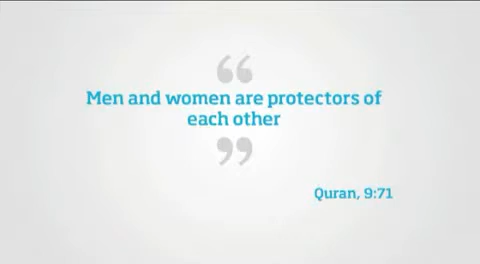 “
Men and women are protectors of
each other
”
Quran, 9:71